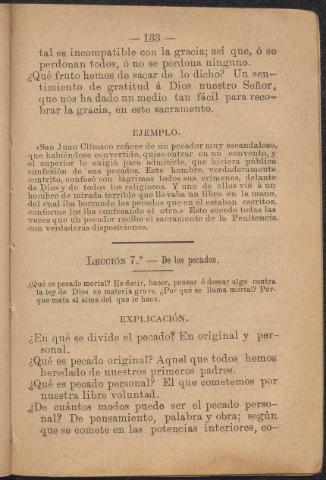 — 133 —
tal es incompatible con la gracia; así que, ó se
perdonan todos, ó no se perdona ninguno.
¿Qué fruto hemos de sacar de lo dicho? Un sen-
timiento de gratitud á Dios nuestro Señor,
que nos ha dado un medio tan fácil para reco-
brar la gracia, en este sacramento.
EJEMPLO.
«San Juan Clímaco refiere de un pecador muy escandaloso,
que habiéndose convertido, quiso entrar en un convento, y
el superior le exigió para admitirle, que hiciera pública
confesión de sus pecados. Este hombre, verdaderamente
contrito, confesó con lágrimas todos sus crímenes, delante
de Dios y de todos los religiosos. Y uno de ellos vió á un
hombre de mirada terrible que llevaba un libro en la mano,
del cual iba borrando los pecados que en él estaban escritos,
conforme los iba confesando el otro.» Esto sucede todas las
veces que un pecador recibe el sacramento de la Penitencia
con verdaderas disposiciones.
LECCIÓN 7.ª — De los pecados.
¿Qué es pecado mortal? Es decir, hacer, pensar ó desear algo contra
la ley de Dios en materia grave. ¿Por qué se llama mortal? Por-
que mata al alma del que le hace.
EXPLICACIÓN.
¿En qué se divide el pecado? En original y per-
sonal.
¿Qué es pecado original? Aquel que todos hemos
heredado de nuestros primeros padres.
¿Qué es pecado personal? El que cometemos por
nuestra libre voluntad.
¿De cuántos modos puede ser el pecado perso-
nal? De pensamiento, palabra y obra; según
que se comete en las potencias interiores, co-